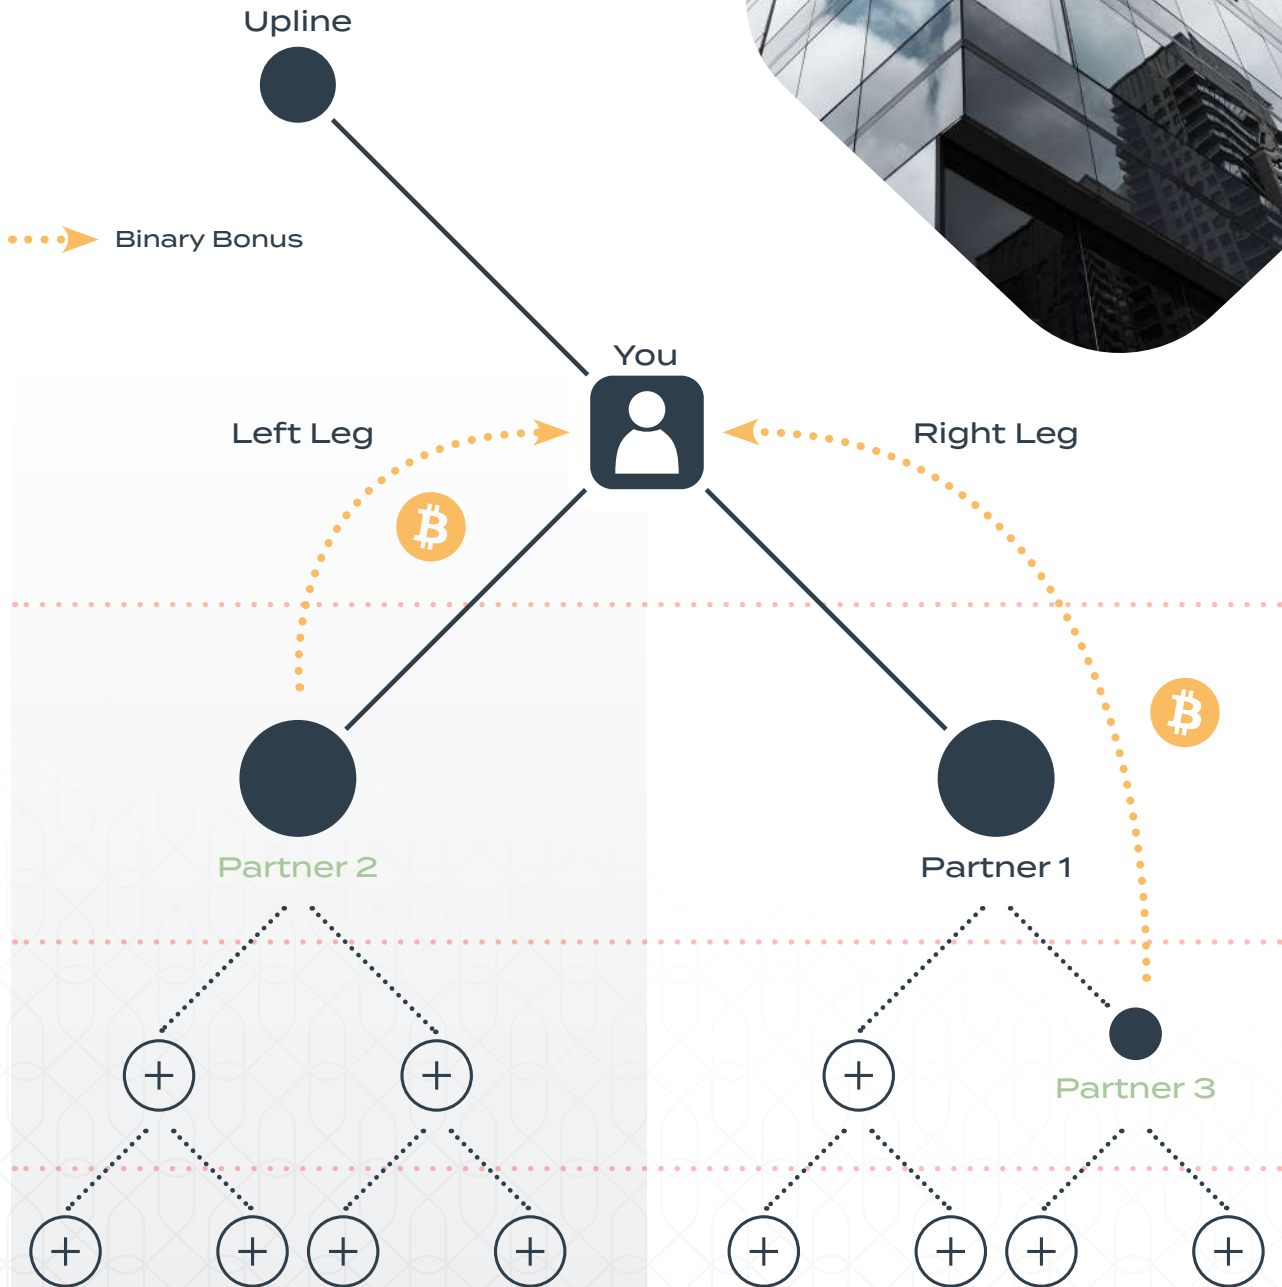 Upline
Binary Bonus
You
Left Leg
Right Leg
Partner 2
Partner 1
Partner 3